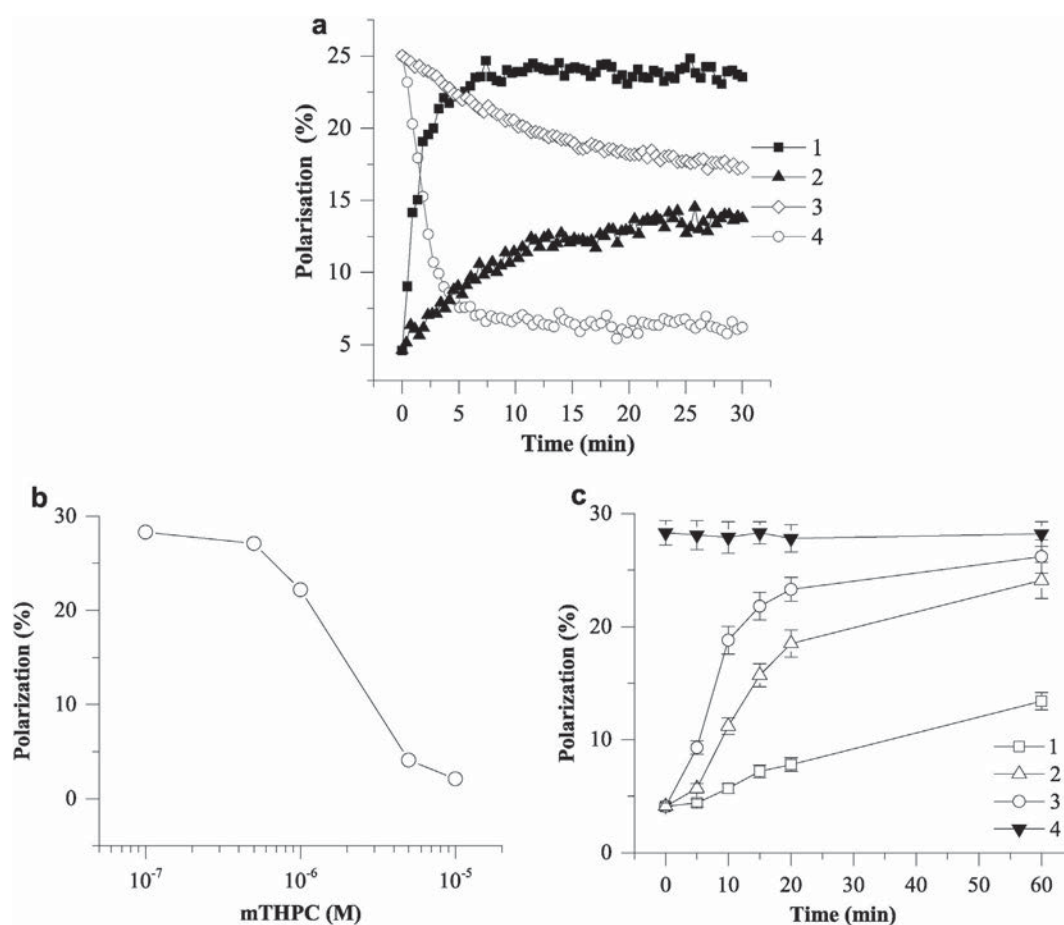 a
25
20
15
10
5
Polarisation (%)
0 5 10 15 20 25 30
Time (min)
1
2
3
4
b
30
20
10
0
Polarization (%)
10⁻⁷ 10⁻⁶ 10⁻⁵
mTHPC (M)
c
30
20
10
0
Polarization (%)
0 10 20 30 40 50 60
Time (min)
1
2
3
4